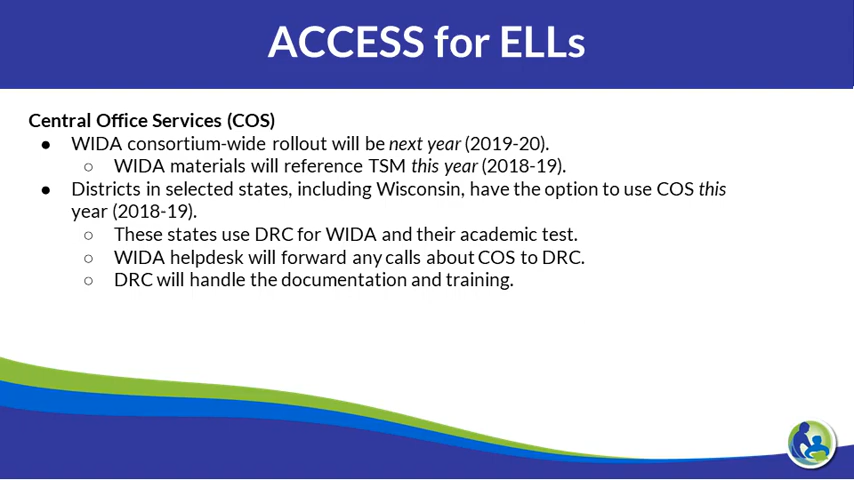 ACCESS for ELLs
Central Office Services (COS)
● WIDA consortium-wide rollout will be next year (2019-20).
○ WIDA materials will reference TSM this year (2018-19).
● Districts in selected states, including Wisconsin, have the option to use COS this
year (2018-19).
○ These states use DRC for WIDA and their academic test.
○ WIDA helpdesk will forward any calls about COS to DRC.
○ DRC will handle the documentation and training.